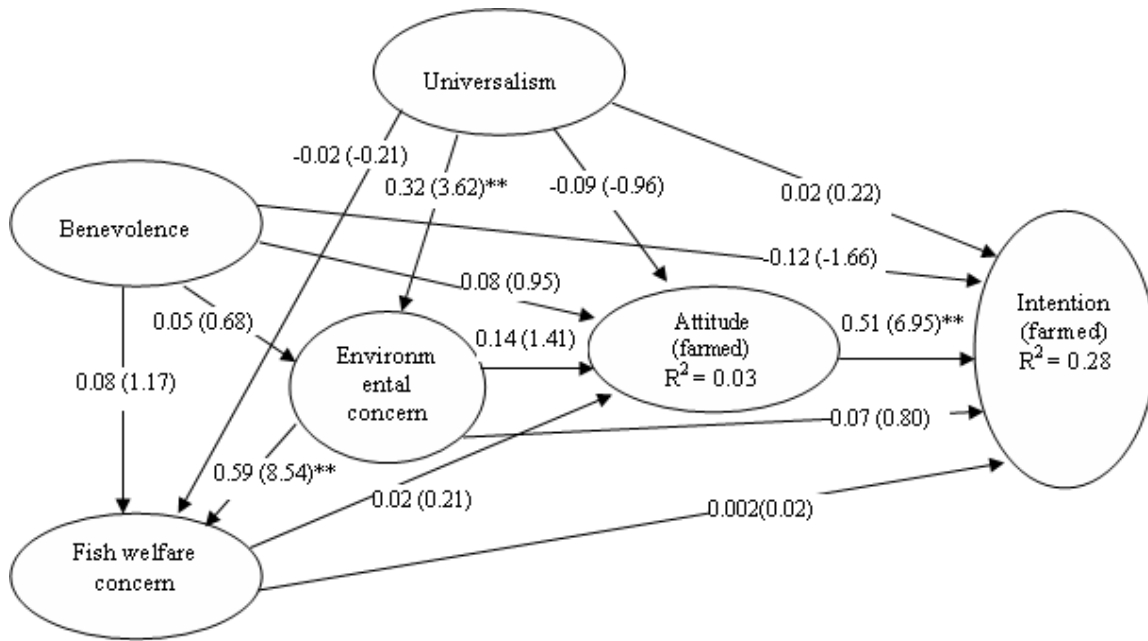 Universalism
-0.02 (-0.21)
0.32 (3.62)**
-0.09 (-0.96)
0.02 (0.22)
Benevolence
-0.12 (-1.66)
0.08 (0.95)
0.05 (0.68)
Environm
ental
concern
0.14 (1.41)
Attitude
(farmed)
R² = 0.03
0.51 (6.95)**
Intention
(farmed)
R² = 0.28
0.08 (1.17)
0.07 (0.80)
0.59 (8.54)**
0.02 (0.21)
0.002(0.02)
Fish welfare
concern